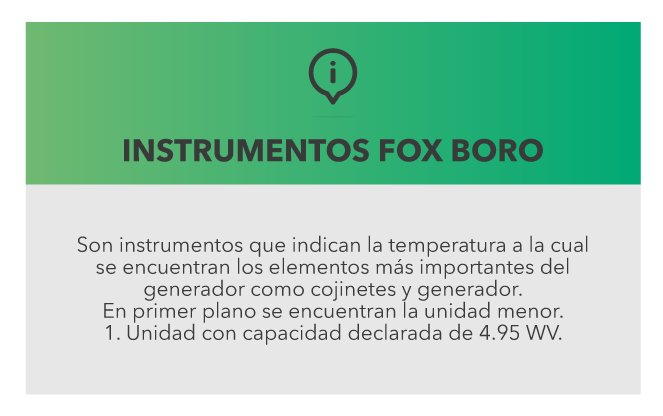 INSTRUMENTOS FOX BORO
Son instrumentos que indican la temperatura a la cual
se encuentran los elementos más importantes del
generador como cojinetes y generador.
En primer plano se encuentran la unidad menor.
1. Unidad con capacidad declarada de 4.95 WV.